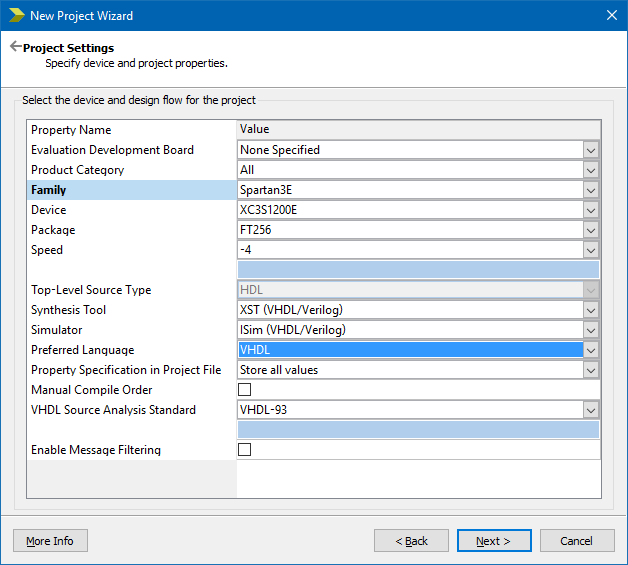 New Project Wizard
Project Settings
Specify device and project properties.
Select the device and design flow for the project
Property Name Value
Evaluation Development Board None Specified
Product Category All
Family Spartan3E
Device XC3S1200E
Package FT256
Speed -4
Top-Level Source Type HDL
Synthesis Tool XST (VHDL/Verilog)
Simulator ISim (VHDL/Verilog)
Preferred Language VHDL
Property Specification in Project File Store all values
Manual Compile Order
VHDL Source Analysis Standard VHDL-93
Enable Message Filtering
More Info < Back Next > Cancel